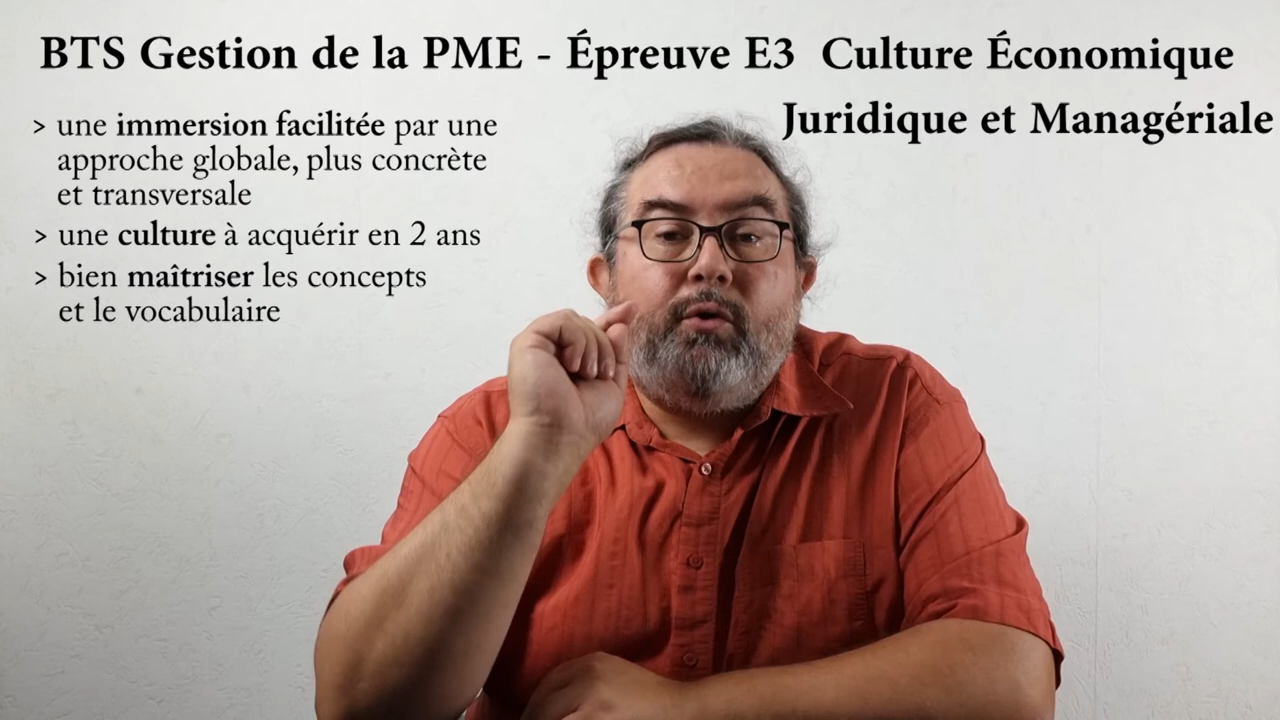 BTS Gestion de la PME - Épreuve E3 Culture Économique
Juridique et Managériale
> une immersion facilitée par une
approche globale, plus concrète
et transversale
> une culture à acquérir en 2 ans
> bien maîtriser les concepts
et le vocabulaire